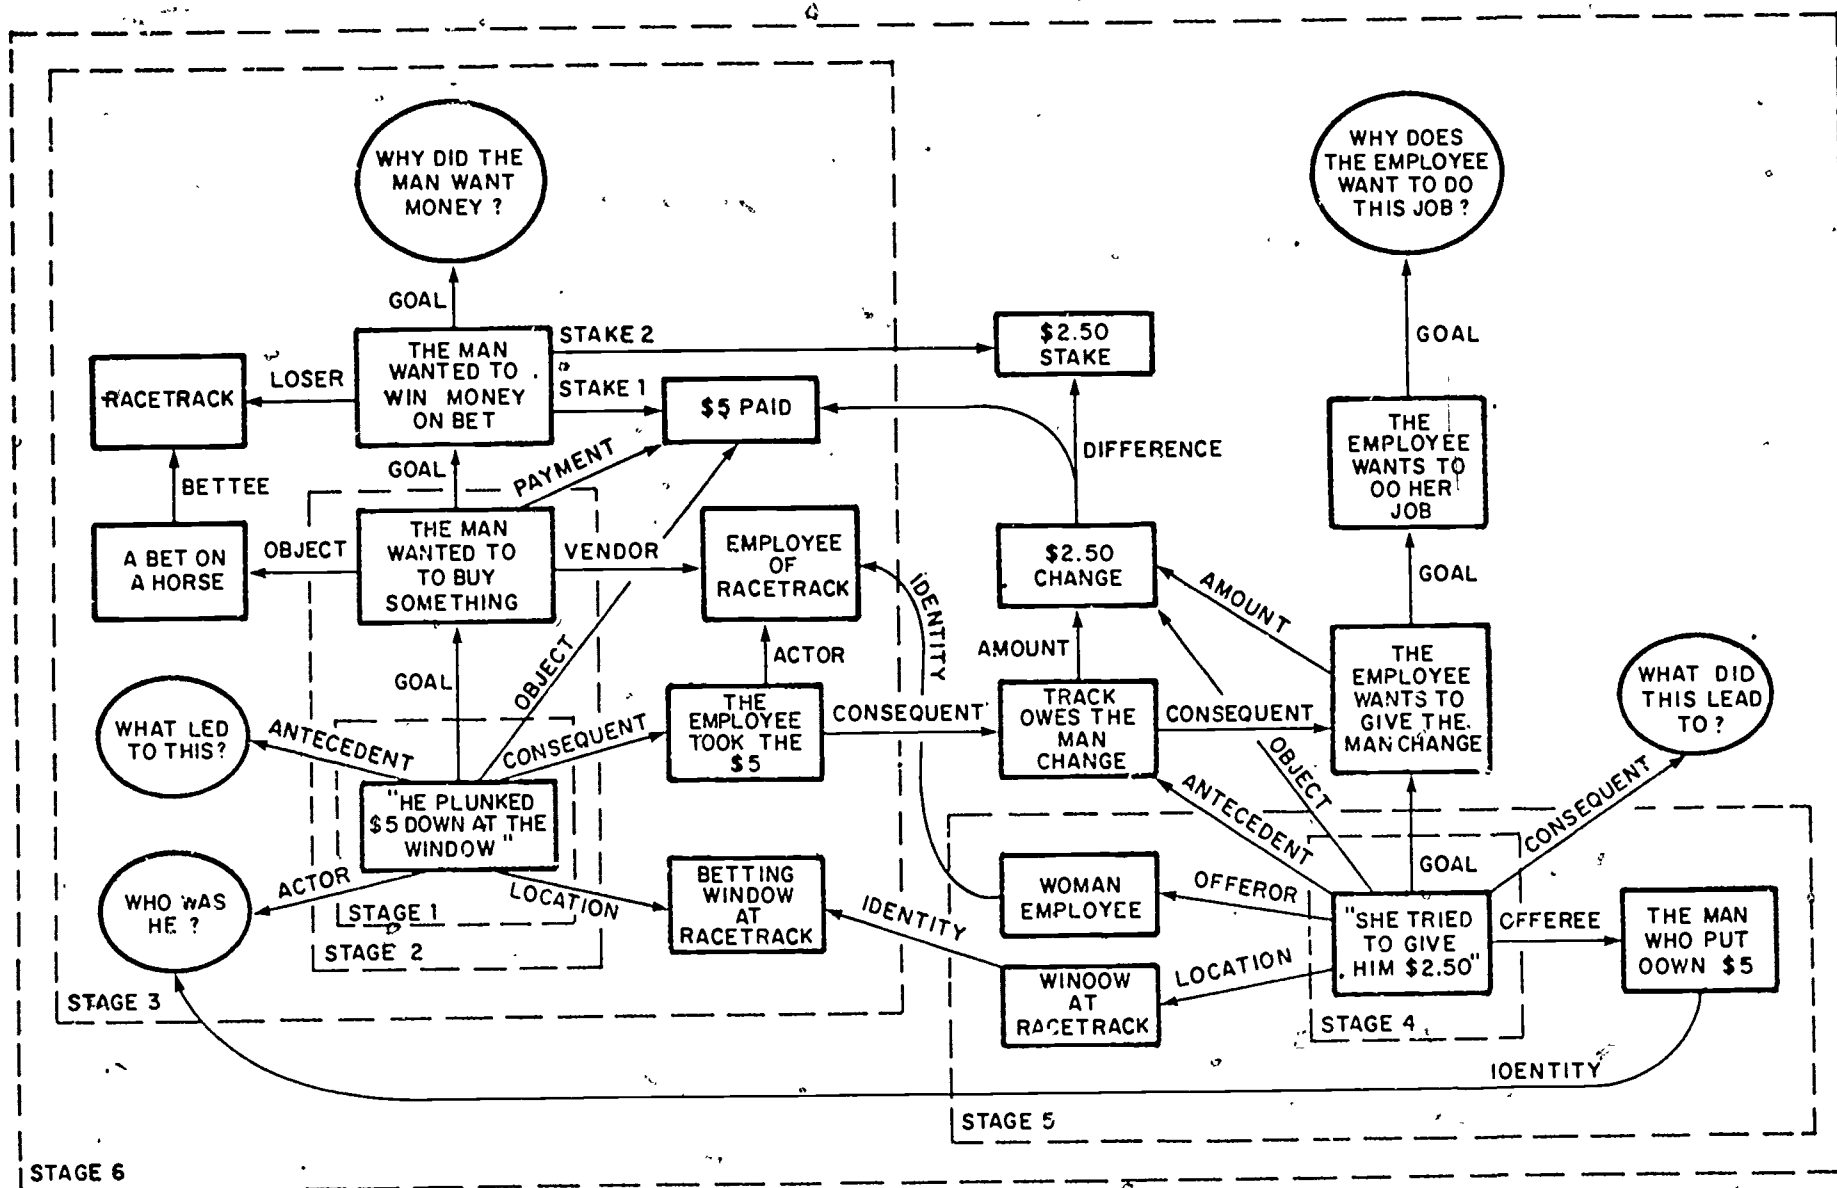 WHY DID THE
MAN WANT
MONEY ?
GOAL
THE MAN
WANTED TO
WIN MONEY
ON BET
STAKE 2
STAKE 1
LOSER
RACETRACK
BETTEE
A BET ON
A HORSE
OBJECT
GOAL
PAYMENT
$5 PAID
THE MAN
WANTED TO
TO BUY
SOMETHING
VENDOR
EMPLOYEE
OF
RACETRACK
GOAL
OBJECT
ACTOR
WHAT LED
TO THIS?
ANTECEDENT
CONSEQUENT
THE
EMPLOYEE
TOOK THE
$5
"HE PLUNKED
$5 DOWN AT THE
WINDOW"
WHO WAS
HE ?
ACTOR
LOCATION
BETTING
WINDOW
AT
RACETRACK
STAGE 1
STAGE 2
STAGE 3
$2.50
STAKE
DIFFERENCE
$2.50
CHANGE
IDENTITY
AMOUNT
CONSEQUENT
TRACK
OWES THE
MAN
CHANGE
CONSEQUENT
AMOUNT
WHY DOES
THE EMPLOYEE
WANT TO DO
THIS JOB ?
GOAL
THE
EMPLOYEE
WANTS TO
OO HER
JOB
GOAL
THE
EMPLOYEE
WANTS TO
GIVE THE
MAN CHANGE
WHAT DID
THIS LEAD
TO ?
OBJECT
ANTECEDENT
GOAL
CONSEQUENT
WOMAN
EMPLOYEE
OFFEROR
"SHE TRIED
TO GIVE
HIM $2.50"
CFFEREE
THE MAN
WHO PUT
OOWN $5
IDENTITY
LOCATION
WINOOW
AT
RACETRACK
STAGE 4
IOENTITY
STAGE 5
STAGE 6